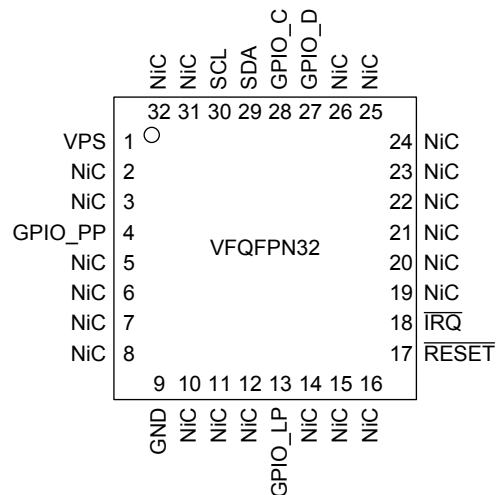 NiC NiC SCL SDA GPIO_C GPIO_D NiC NiC
32 31 30 29 28 27 26 25
VPS 1 24 NiC
NiC 2 23 NiC
NiC 3 22 NiC
GPIO_PP 4 21 NiC
VFQFPN32
NiC 5 20 NiC
NiC 6 19 NiC
NiC 7 18 IRQ
NiC 8 17 RESET
9 10 11 12 13 14 15 16
GND NiC NiC NiC GPIO_LP NiC NiC NiC